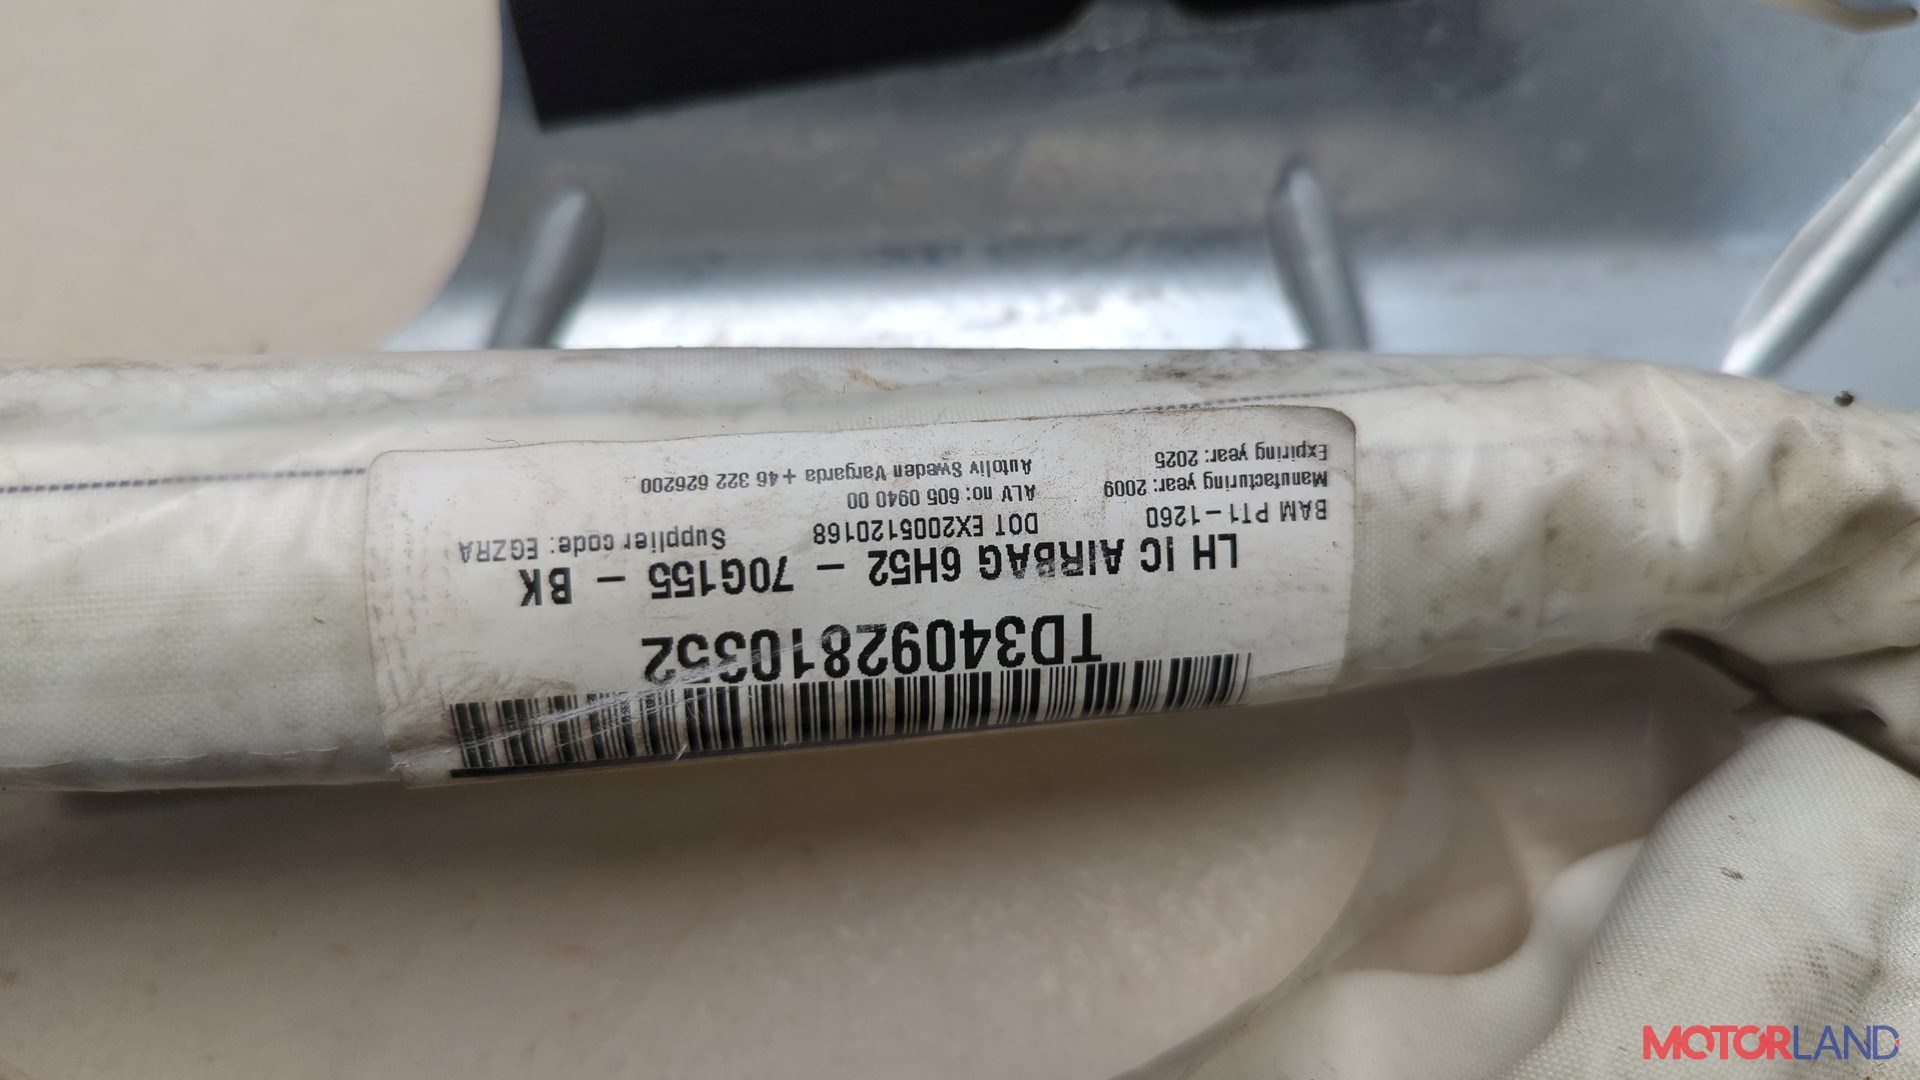 TD34092810352
LH IC AIRBAG 6H52 - 70G155 - BK
BAM PT1-1260 DOT EX2005120168 Supplier code: EGZRA
Manufacturing year: 2009 ALV no: 605 0940 00
Expiring year: 2025 Autoliv Sweden Vargarda + 46 322 626200
MOTORLAND